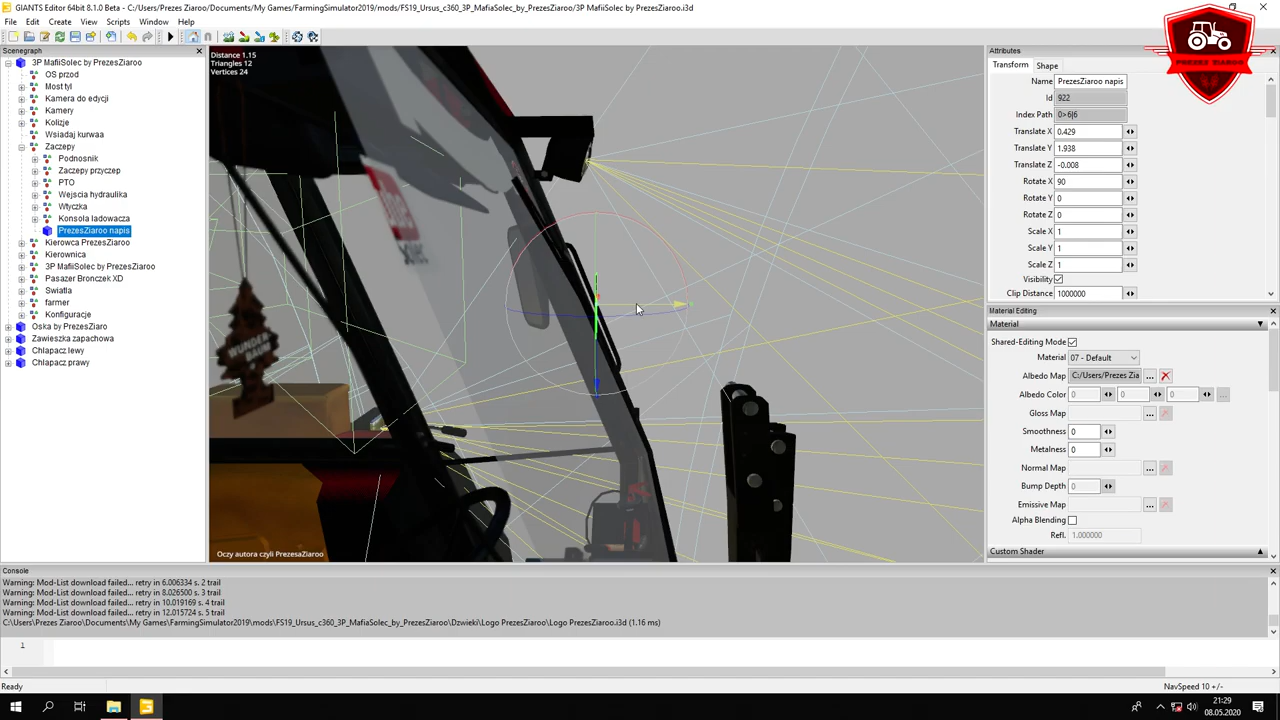 GIANTS Editor 64bit 8.1.0 Beta - C:/Users/Prezes Ziaroo/Documents/My Games/FarmingSimulator2019/mods/FS19_Ursus_c360_3P_MafiaSolec_by_PrezesZiaroo/3P MafiiSolec by PrezesZiaroo.i3d
File Edit Create View Scripts Window Help
Scenegraph
3P MafiiSolec by PrezesZiaroo
OS przod
Most tyl
Kamera do edycji
Kamery
Kolizje
Wsiadaj kurwaa
Zaczepy
Podnosnik
Zaczepy przyczep
PTO
Wejscia hydraulika
Wtyczka
Konsola ladowacza
PrezesZiaroo napis
Kierowca PrezesZiaroo
Kierownica
3P MafiiSolec by PrezesZiaroo
Pasazer Bronczek XD
Swiatla
farmer
Konfiguracje
Oska by PrezesZiaro
Zawieszka zapachowa
Chlapacz lewy
Chlapacz prawy
Distance 1.15
Triangles 12
Vertices 24
WUNDER
BAUM
Oczy autora czyli PrezesaZiaroo
Attributes
Transform Shape
Name PrezesZiaroo napis
Id 922
Index Path 0>6|6
Translate X 0.429
Translate Y 1.938
Translate Z -0.008
Rotate X 90
Rotate Y 0
Rotate Z 0
Scale X 1
Scale Y 1
Scale Z 1
Visibility
Clip Distance 1000000
PREZES ZIAROO
Material Editing
Material
Shared-Editing Mode
Material 07 - Default
Albedo Map C:/Users/Prezes Zia ...
Albedo Color 0 0 0 ...
Gloss Map ...
Smoothness 0
Metalness 0
Normal Map ...
Bump Depth 0
Emissive Map ...
Alpha Blending
Refl. 1.000000
Custom Shader
Console
Warning: Mod-List download failed... retry in 6.006334 s. 2 trail
Warning: Mod-List download failed... retry in 8.026500 s. 3 trail
Warning: Mod-List download failed... retry in 10.019169 s. 4 trail
Warning: Mod-List download failed... retry in 12.015724 s. 5 trail
C:\Users\Prezes Ziaroo\Documents\My Games\FarmingSimulator2019\mods\FS19_Ursus_c360_3P_MafiaSolec_by_PrezesZiaroo\Dzwieki\Logo PrezesZiaroo\Logo PrezesZiaroo.i3d (1.16 ms)
1
Ready
NavSpeed 10 +/-
21:29
08.05.2020